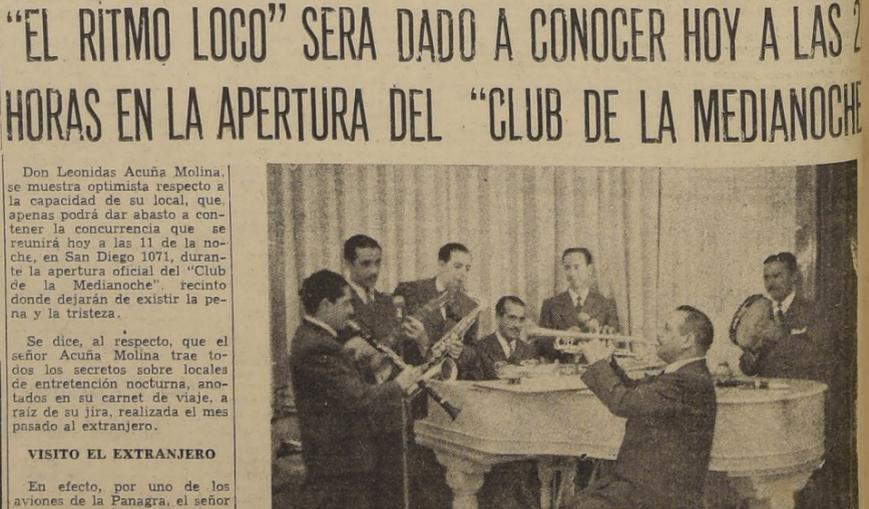 "EL RITMO LOCO" SERA DADO A CONOCER HOY A LAS 2
HORAS EN LA APERTURA DEL "CLUB DE LA MEDIANOCHE
Don Leonidas Acuña Molina,
se muestra optimista respecto a
la capacidad de su local, que
apenas podrá dar abasto a con-
tener la concurrencia que se
reunirá hoy a las 11 de la no-
che, en San Diego 1071, duran-
te la apertura oficial del "Club
de la Medianoche", recinto
donde dejarán de existir la pe-
na y la tristeza.
Se dice, al respecto, que el
señor Acuña Molina trae to-
dos los secretos sobre locales
de entretención nocturna, ano-
tados en su carnet de viaje, a
raíz de su jira, realizada el mes
pasado al extranjero.
VISITO EL EXTRANJERO
En efecto, por uno de los
aviones de la Panagra, el señor